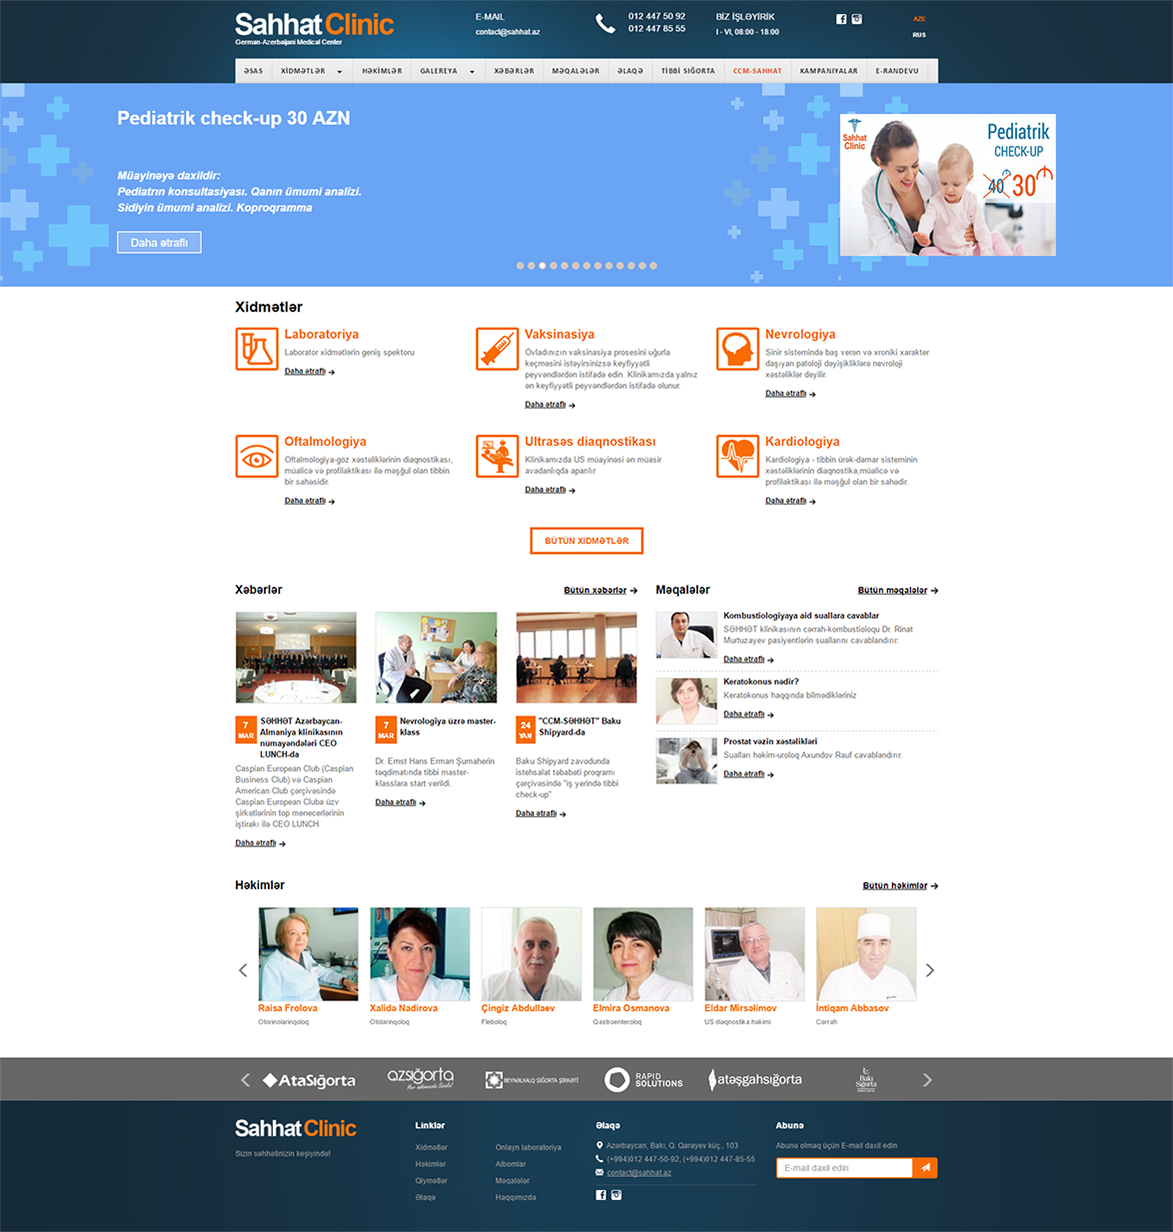 Sahhat Clinic
German-Azerbaijani Medical Center
E-MAIL
contact@sahhat.az
012 447 50 92
012 447 85 55
BİZ İŞLƏYİRİK
I - VI, 08:00 - 18:00
AZE
RUS
ƏSAS
XİDMƏTLƏR
HƏKİMLƏR
GALEREYA
XƏBƏRLƏR
MƏQALƏLƏR
ƏLAQƏ
TİBBİ SIĞORTA
CCM-SAHHAT
KAMPANIYALAR
E-RANDEVU
Pediatrik check-up 30 AZN
Müayinəyə daxildir:
Pediatrın konsultasiyası. Qanın ümumi analizi.
Sidiyin ümumi analizi. Koproqramma
Daha ətraflı
Sahhat
Clinic
Pediatrik
CHECK-UP
40 30
Xidmətlər
Laboratoriya
Laborator xidmətlərin geniş spektoru
Daha ətraflı
Vaksinasiya
Övladınızın vaksinasiya prosesini uğurla
keçməsini istəyirsinizsə keyfiyyətli
peyvəndlərdən istifadə edin. Klinikamızda yalnız
ən keyfiyyətli peyvəndlərdən istifadə olunur.
Daha ətraflı
Nevrologiya
Sinir sistemində baş verən və xroniki xarakter
daşıyan patoloji dəyişikliklərə nevroloji
xəstəliklər deyilir.
Daha ətraflı
Oftalmologiya
Oftalmologiya-göz xəstəliklərinin diaqnostikası,
müalicə və profilaktikası ilə məşğul olan tibbin
bir sahəsidir.
Daha ətraflı
Ultrasəs diaqnostikası
Klinikamızda US müayinəsi ən müasir
avadanlıqda aparılır
Daha ətraflı
Kardiologiya
Kardiologiya - tibbin ürək-damar sisteminin
xəstəliklərinin diaqnostika,müalicə və
profilaktikası ilə məşğul olan bir sahədir.
Daha ətraflı
BÜTÜN XIDMƏTLƏR
Xəbərlər
Bütün xəbərlər
7
MAR
SƏHHƏT Azərbaycan-
Almaniya klinikasının
nümayəndələri CEO
LUNCH-da
Caspian European Club (Caspian
Business Club) və Caspian
American Club çərçivəsində
Caspian European Cluba üzv
şirkətlərinin top menecerlərinin
iştirakı ilə CEO LUNCH
Daha ətraflı
7
MAR
Nevrologiya üzrə master-
klass
Dr. Ernst Hans Erman Şumaherin
təqdimatında tibbi master-
klasslara start verildi.
Daha ətraflı
24
YAN
"CCM-SƏHHƏT" Baku
Shipyard-da
Baku Shipyard zavodunda
istehsalat təbabəti proqramı
çərçivəsində "iş yerində tibbi
check-up"
Daha ətraflı
Məqalələr
Bütün məqalələr
Kombustiologiyaya aid suallara cavablar
SƏHHƏT klinikasının cərrah-kombustioloqu Dr. Rinat
Murtuzayev pasiyentlərin suallarını cavablandırır.
Daha ətraflı
Keratokonus nədir?
Keratokonus haqqında bilmədikləriniz
Daha ətraflı
Prostat vəzin xəstəlikləri
Sualları həkim-uroloq Axundov Rauf cavablandırır.
Daha ətraflı
Həkimlər
Bütün həkimlər
Raisa Frolova
Otorinolarinqoloq
Xalidə Nadirova
Otolarinqoloq
Çingiz Abdullaev
Fleboloq
Elmira Osmanova
Qastroenteroloq
Eldar Mirsəlimov
US diaqnostika həkimi
İntiqam Abbasov
Cərrah
AtaSığorta
azsığorta
BEYNƏLXALQ SIĞORTA ŞİRKƏTİ
RAPID
SOLUTIONS
atəşgahsığorta
Bakı
Sığorta
Sahhat Clinic
Sizin səhhətinizin keşiyində!
Linklər
Xidmətlər
Həkimlər
Qiymətlər
Əlaqə
Onlayn laboratoriya
Albomlar
Məqalələr
Haqqımızda
Əlaqə
Azərbaycan, Bakı, Q. Qarayev küç., 103
(+994)012 447-50-92, (+994)012 447-85-55
contact@sahhat.az
Abunə
Abunə olmaq üçün E-mail daxil edin
E-mail daxil edin